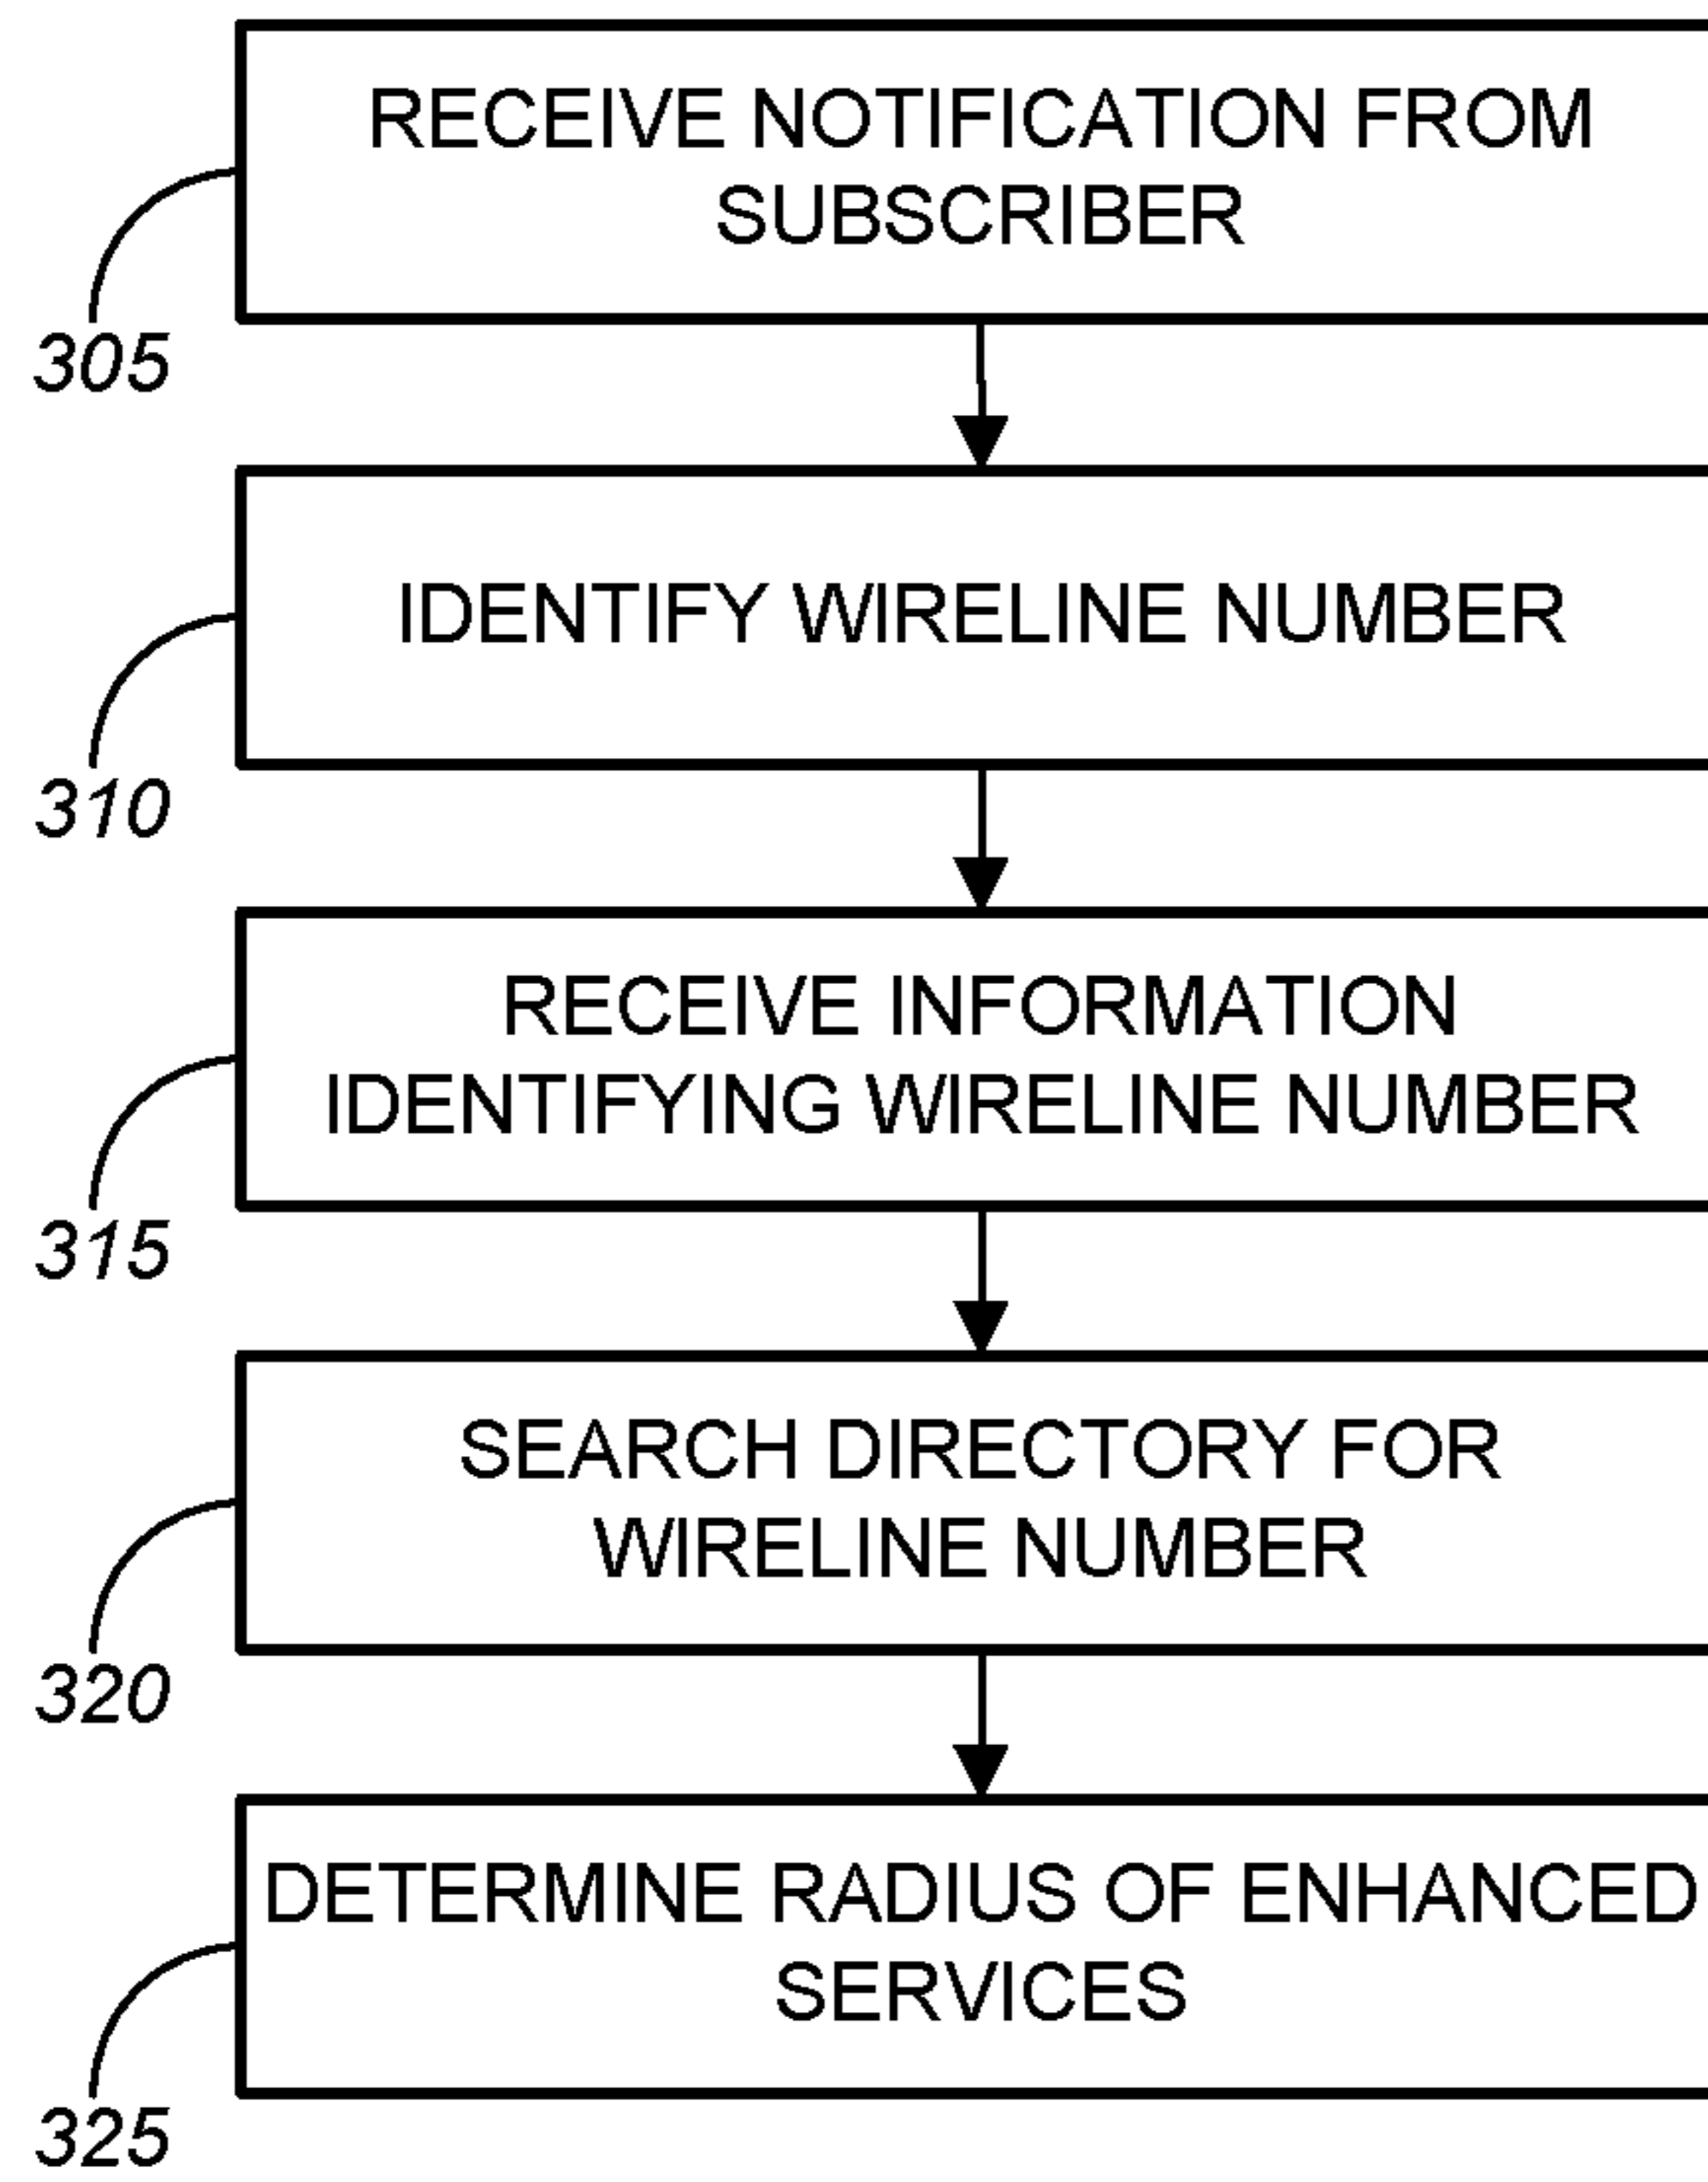 RECEIVE NOTIFICATION FROM
SUBSCRIBER
305
IDENTIFY WIRELINE NUMBER
310
RECEIVE INFORMATION
IDENTIFYING WIRELINE NUMBER
315
SEARCH DIRECTORY FOR
WIRELINE NUMBER
320
DETERMINE RADIUS OF ENHANCED
SERVICES
325